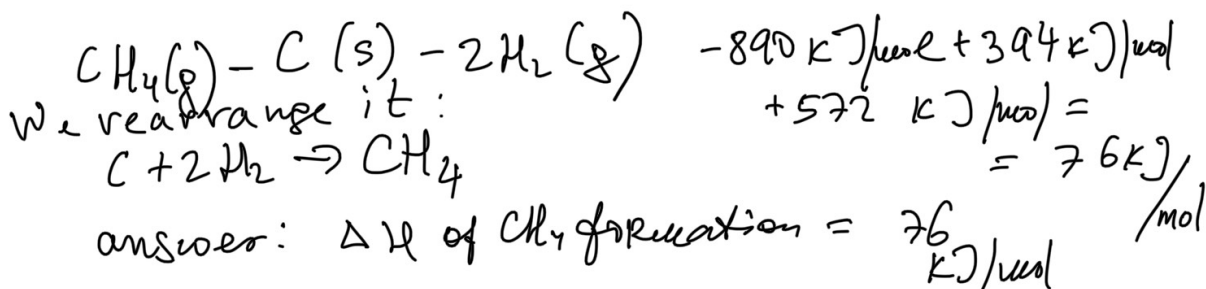 CH₄(g) - C (s) - 2H₂ (g) -890 kJ/mol + 394 kJ/mol
We rearrange it: +572 kJ/mol =
C + 2H₂ → CH₄ = 76 kJ/mol
answer: ΔH of CH₄ formation = 76 kJ/mol